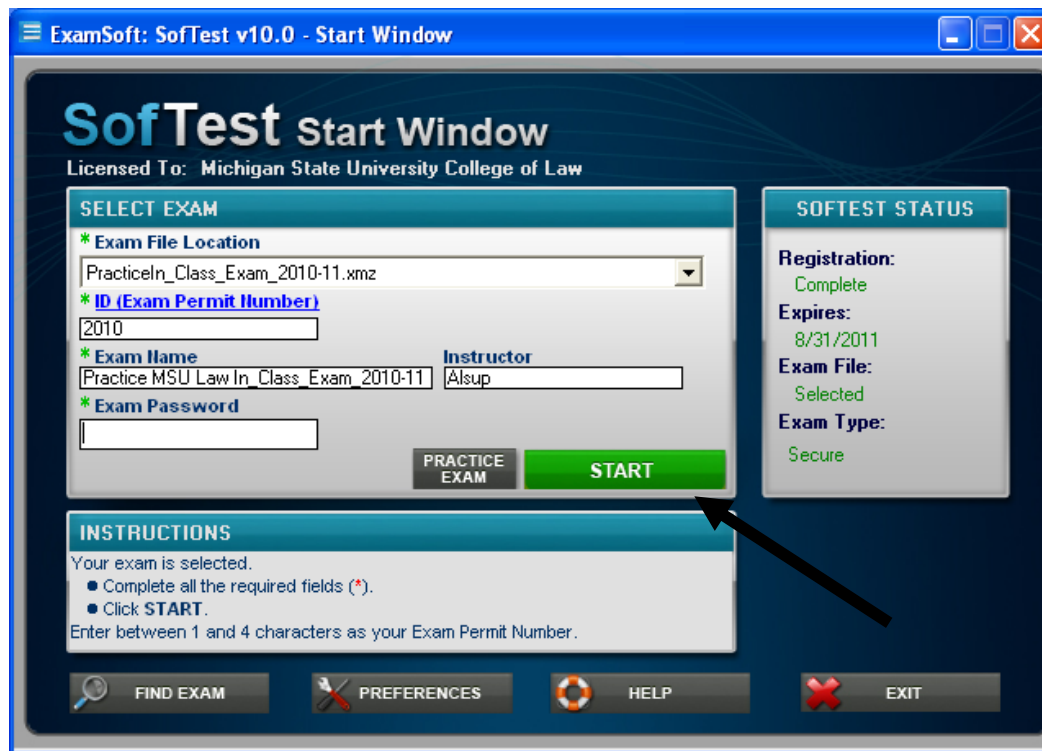 ExamSoft: SofTest v10.0 - Start Window
SofTest Start Window
Licensed To: Michigan State University College of Law
SELECT EXAM
* Exam File Location
PracticeIn_Class_Exam_2010-11.xmz
* ID (Exam Permit Number)
2010
* Exam Name Instructor
Practice MSU Law In_Class_Exam_2010-11 Alsup
* Exam Password
PRACTICE EXAM START
SOFTEST STATUS
Registration:
Complete
Expires:
8/31/2011
Exam File:
Selected
Exam Type:
Secure
INSTRUCTIONS
Your exam is selected.
● Complete all the required fields (*).
● Click START.
Enter between 1 and 4 characters as your Exam Permit Number.
FIND EXAM PREFERENCES HELP EXIT